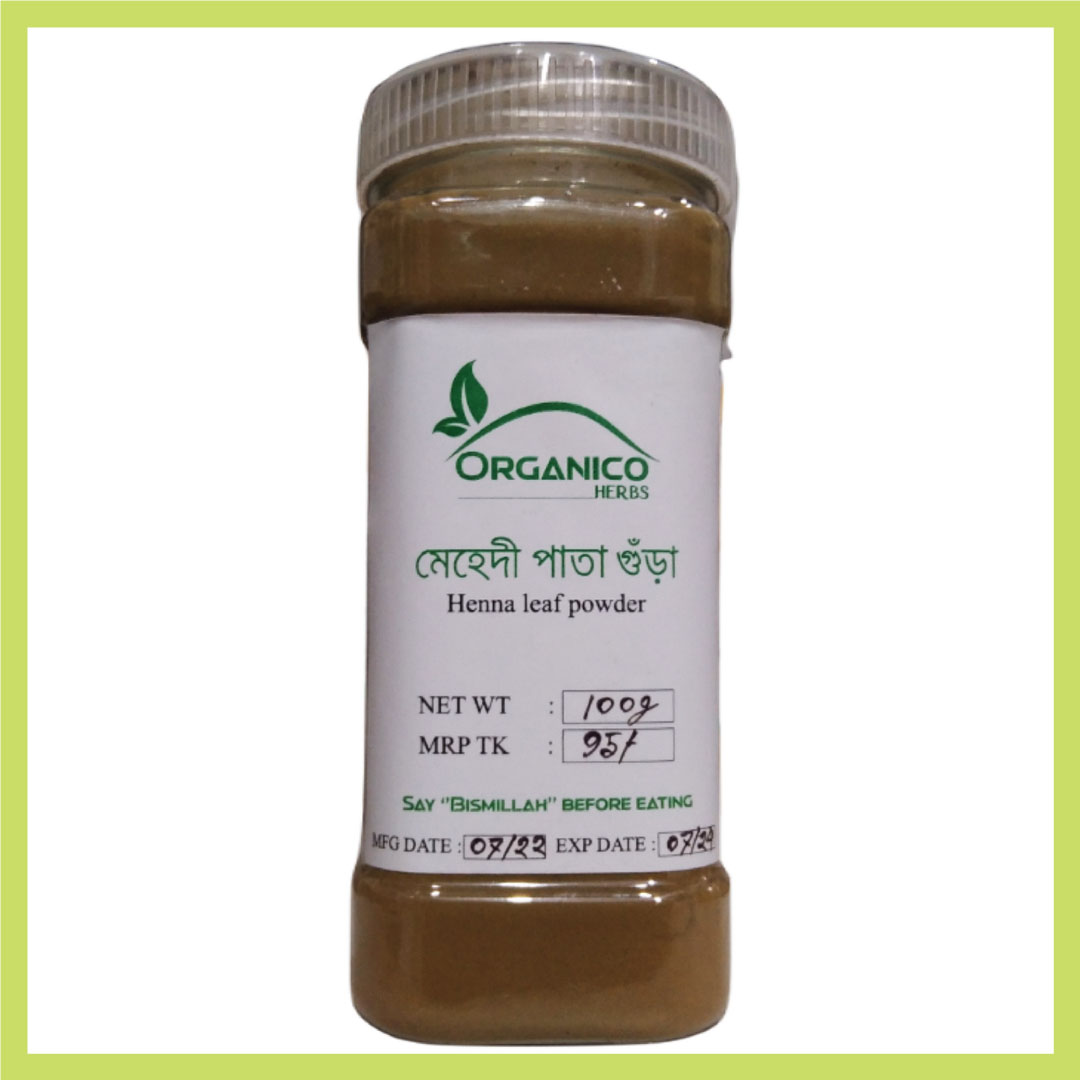 ORGANICO
HERBS
মেহেদী পাতা গুঁড়া
Henna leaf powder
NET WT : 100g
MRP TK : 95/
SAY "BISMILLAH" BEFORE EATING
MFG DATE : 07/22 EXP DATE : 07/24